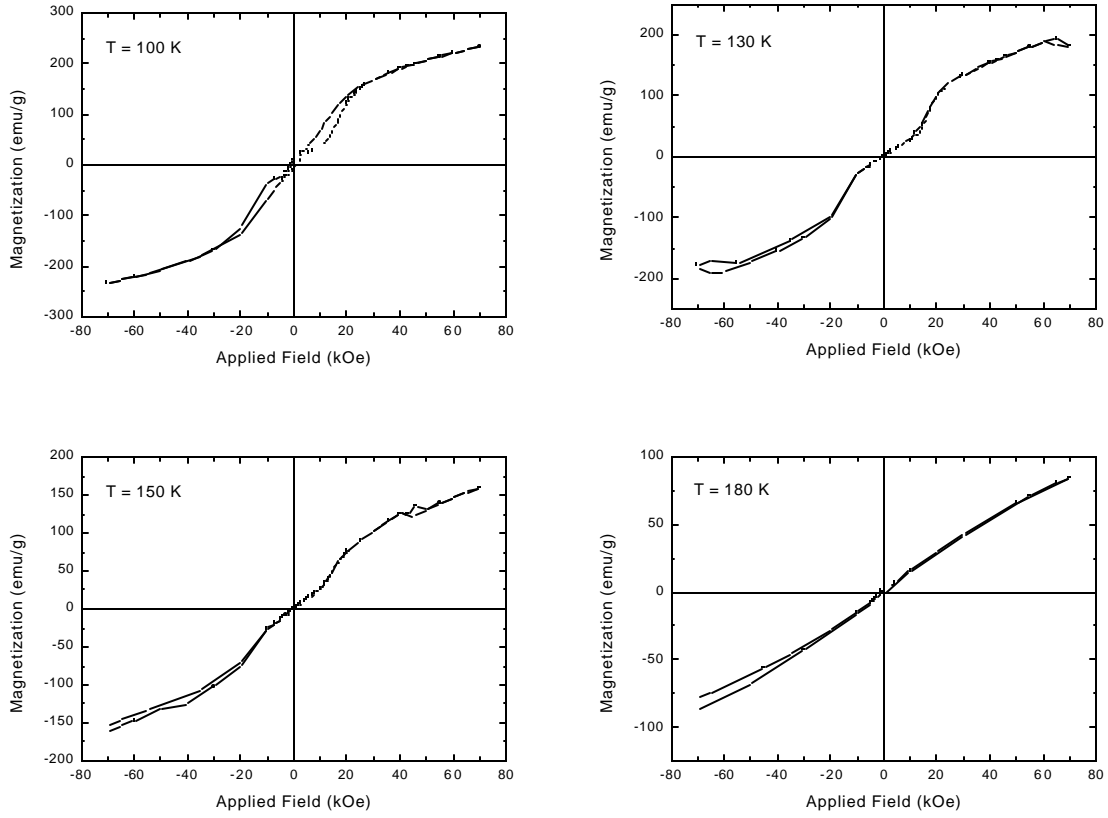 300
200
100
0
-100
-200
-300
Magnetization (emu/g)
T = 100 K
-80 -60 -40 -20 0 20 40 60 80
Applied Field (kOe)
200
100
0
-100
-200
Magnetization (emu/g)
T = 130 K
-80 -60 -40 -20 0 20 40 60 80
Applied Field (kOe)
200
150
100
50
0
-50
-100
-150
-200
Magnetization (emu/g)
T = 150 K
-80 -60 -40 -20 0 20 40 60 80
Applied Field (kOe)
100
50
0
-50
-100
Magnetization (emu/g)
T = 180 K
-80 -60 -40 -20 0 20 40 60 80
Applied Field (kOe)